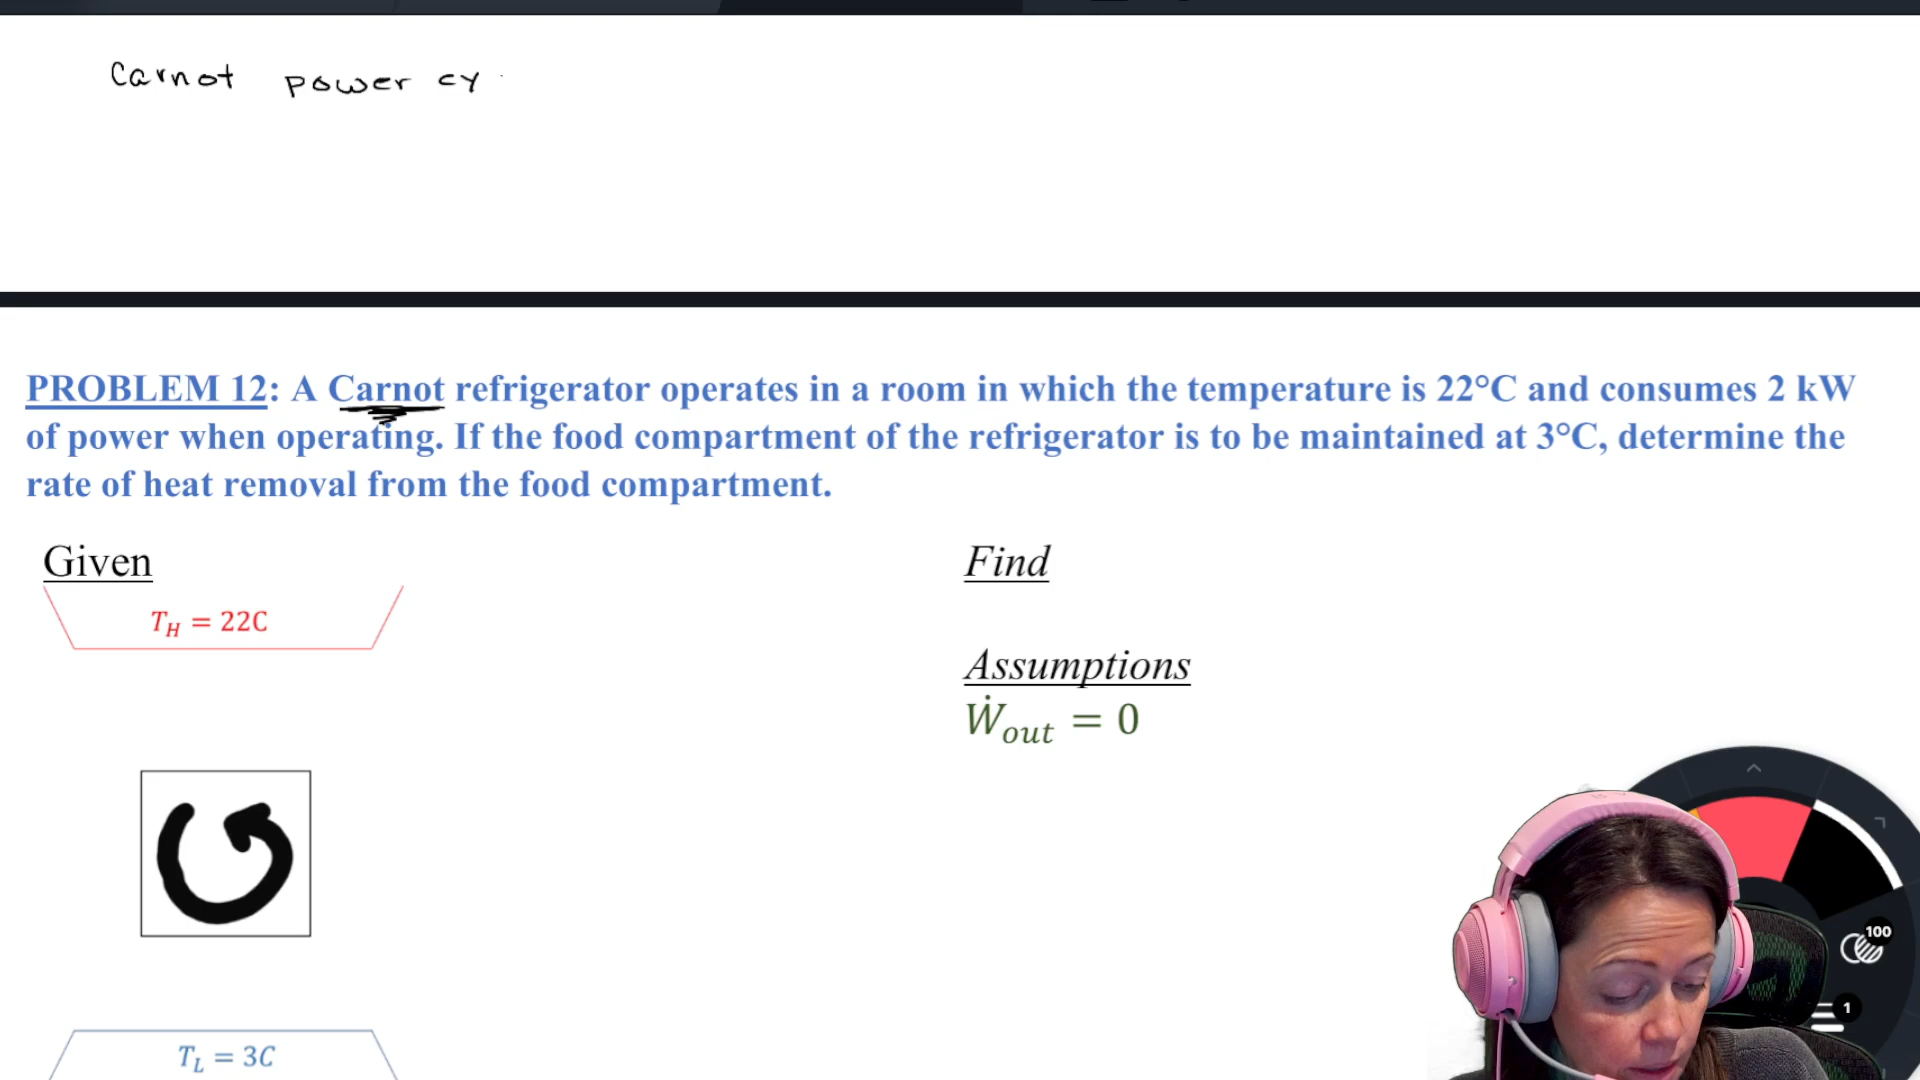 Carnot power cy
PROBLEM 12: A Carnot refrigerator operates in a room in which the temperature is 22°C and consumes 2 kW
of power when operating. If the food compartment of the refrigerator is to be maintained at 3°C, determine the
rate of heat removal from the food compartment.
Given
Find
T_H = 22C
Assumptions
Ẇ_out = 0
100
1
T_L = 3C